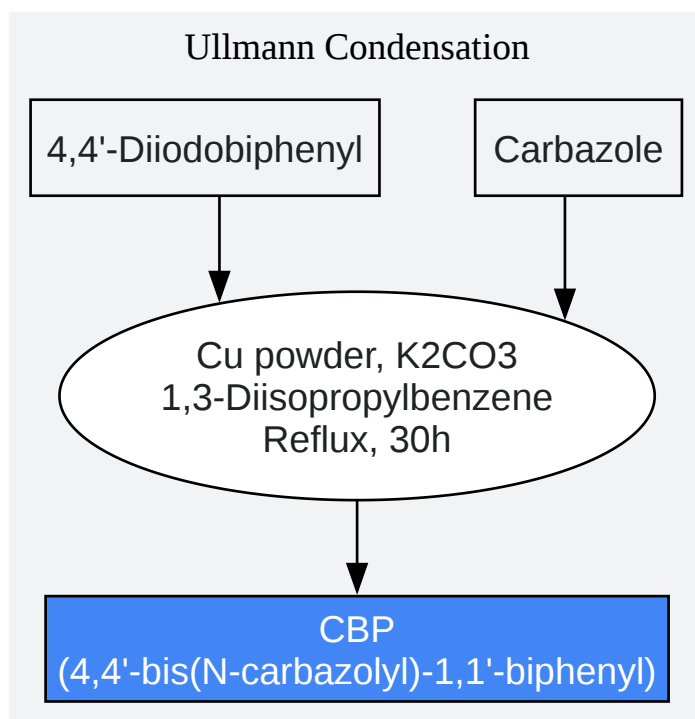 Ullmann Condensation
4,4'-Diiodobiphenyl
Carbazole
Cu powder, K2CO3
1,3-Diisopropylbenzene
Reflux, 30h
CBP
(4,4'-bis(N-carbazolyl)-1,1'-biphenyl)